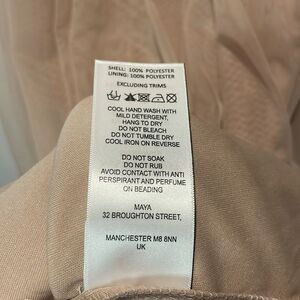 SHELL: 100% POLYESTER
LINING: 100% POLYESTER
EXCLUDING TRIMS
COOL HAND WASH WITH
MILD DETERGENT,
HANG TO DRY
DO NOT BLEACH
DO NOT TUMBLE DRY
COOL IRON ON REVERSE
DO NOT SOAK
DO NOT RUB
AVOID CONTACT WITH ANTI
PERSPIRANT AND PERFUME
ON BEADING
MAYA
32 BROUGHTON STREET,
MANCHESTER M8 8NN
UK